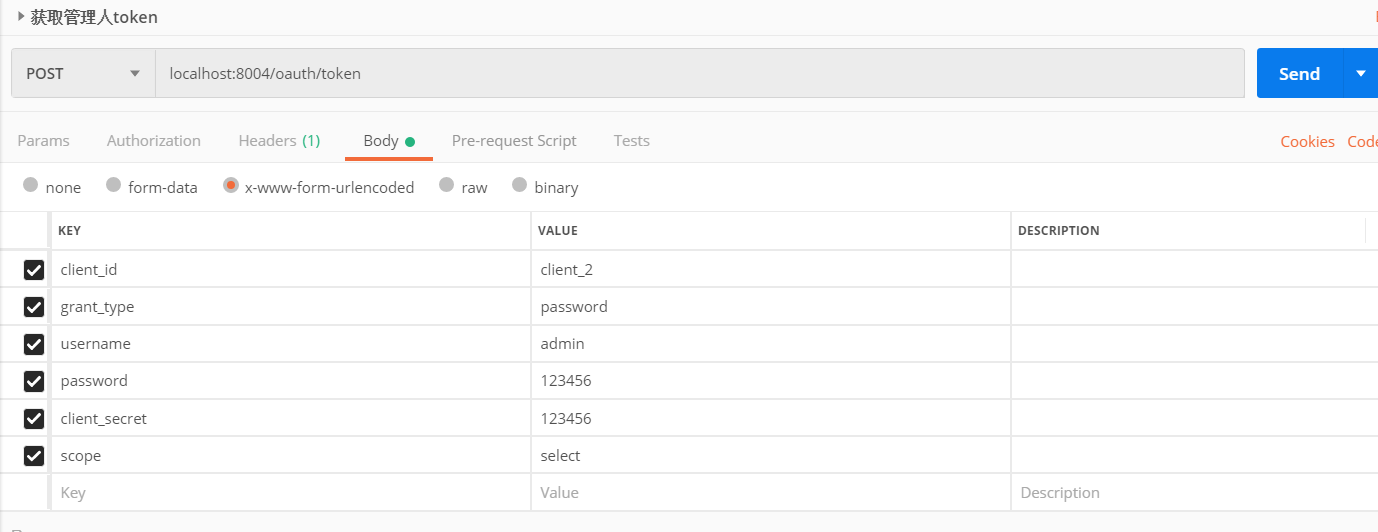 获取管理人token
POST localhost:8004/oauth/token Send
Params Authorization Headers (1) Body Pre-request Script Tests Cookies Code
none form-data x-www-form-urlencoded raw binary
KEY VALUE DESCRIPTION
client_id client_2
grant_type password
username admin
password 123456
client_secret 123456
scope select
Key Value Description